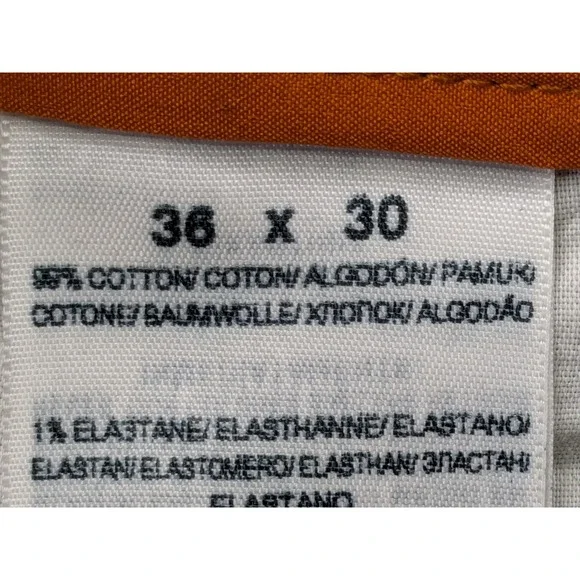 36 x 30
COTTON/ COTON/ ALGODÓN/ PAMUK/
COTONE/ BAUMWOLLE/ ХЛОПОК/ ALGODÃO
1% ELASTANE/ ELASTHANNE/ ELASTANO/
ELASTAN/ ELASTOMERO/ ELASTHAN/ ЭЛАСТАН/
ELASTANO